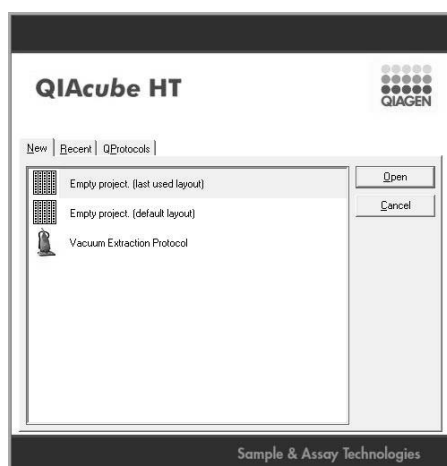 QIAcube HT
QIAGEN
New Recent QProtocols
Empty project. (last used layout)
Open
Empty project. (default layout)
Cancel
Vacuum Extraction Protocol
Sample & Assay Technologies